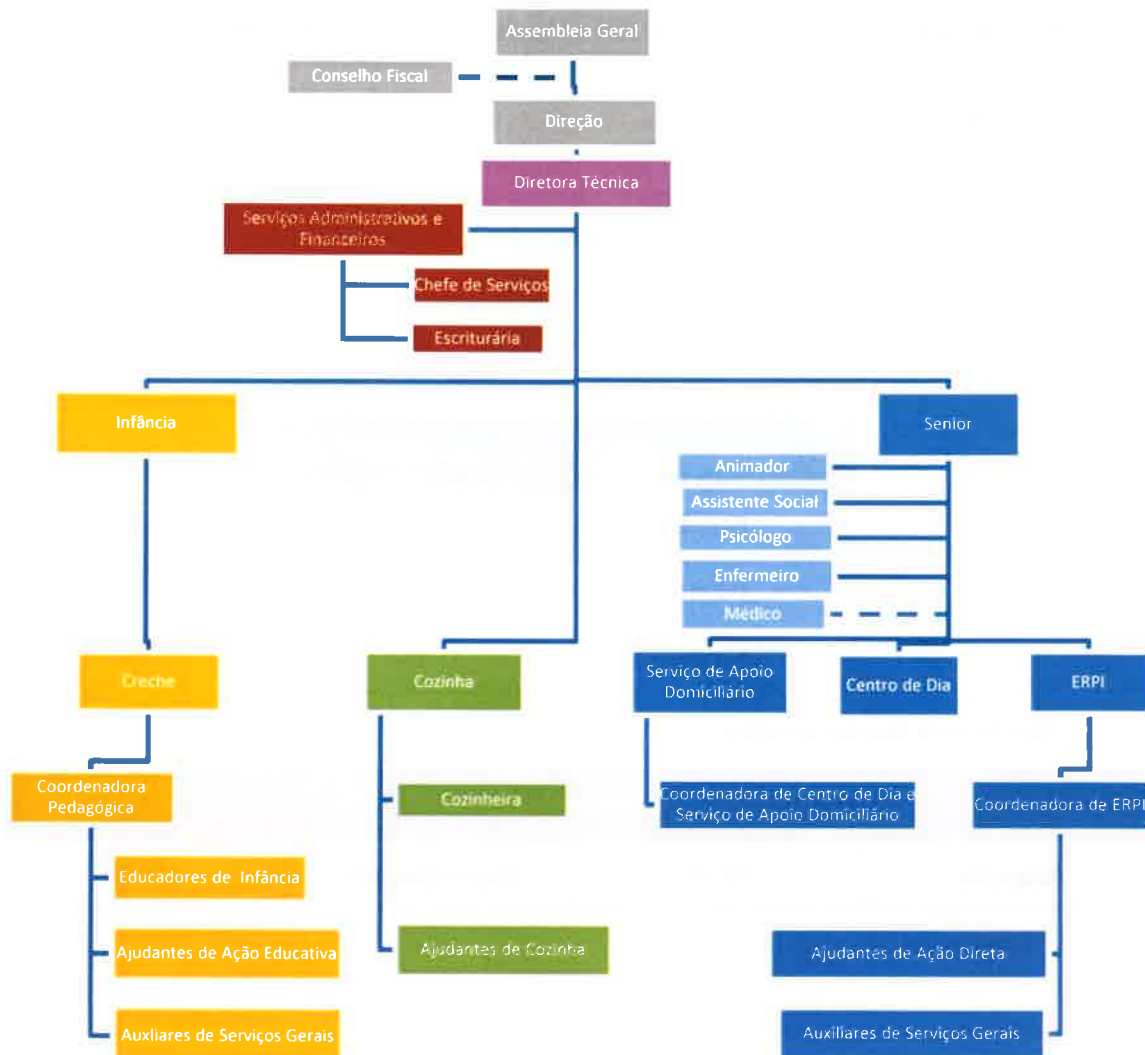 Assembleia Geral
Conselho Fiscal
Direção
Diretora Técnica
Serviços Administrativos e
Financeiros
Chefe de Serviços
Escriturária
Infância
Senior
Animador
Assistente Social
Psicólogo
Enfermeiro
Médico
Creche
Cozinha
Serviço de Apoio
Domiciliário
Centro de Dia
ERPI
Coordenadora
Pedagógica
Cozinheira
Coordenadora de Centro de Dia e
Serviço de Apoio Domiciliário
Coordenadora de ERPI
Educadores de Infância
Ajudantes de Ação Educativa
Ajudantes de Cozinha
Ajudantes de Ação Direta
Auxliares de Serviços Gerais
Auxiliares de Serviços Gerais